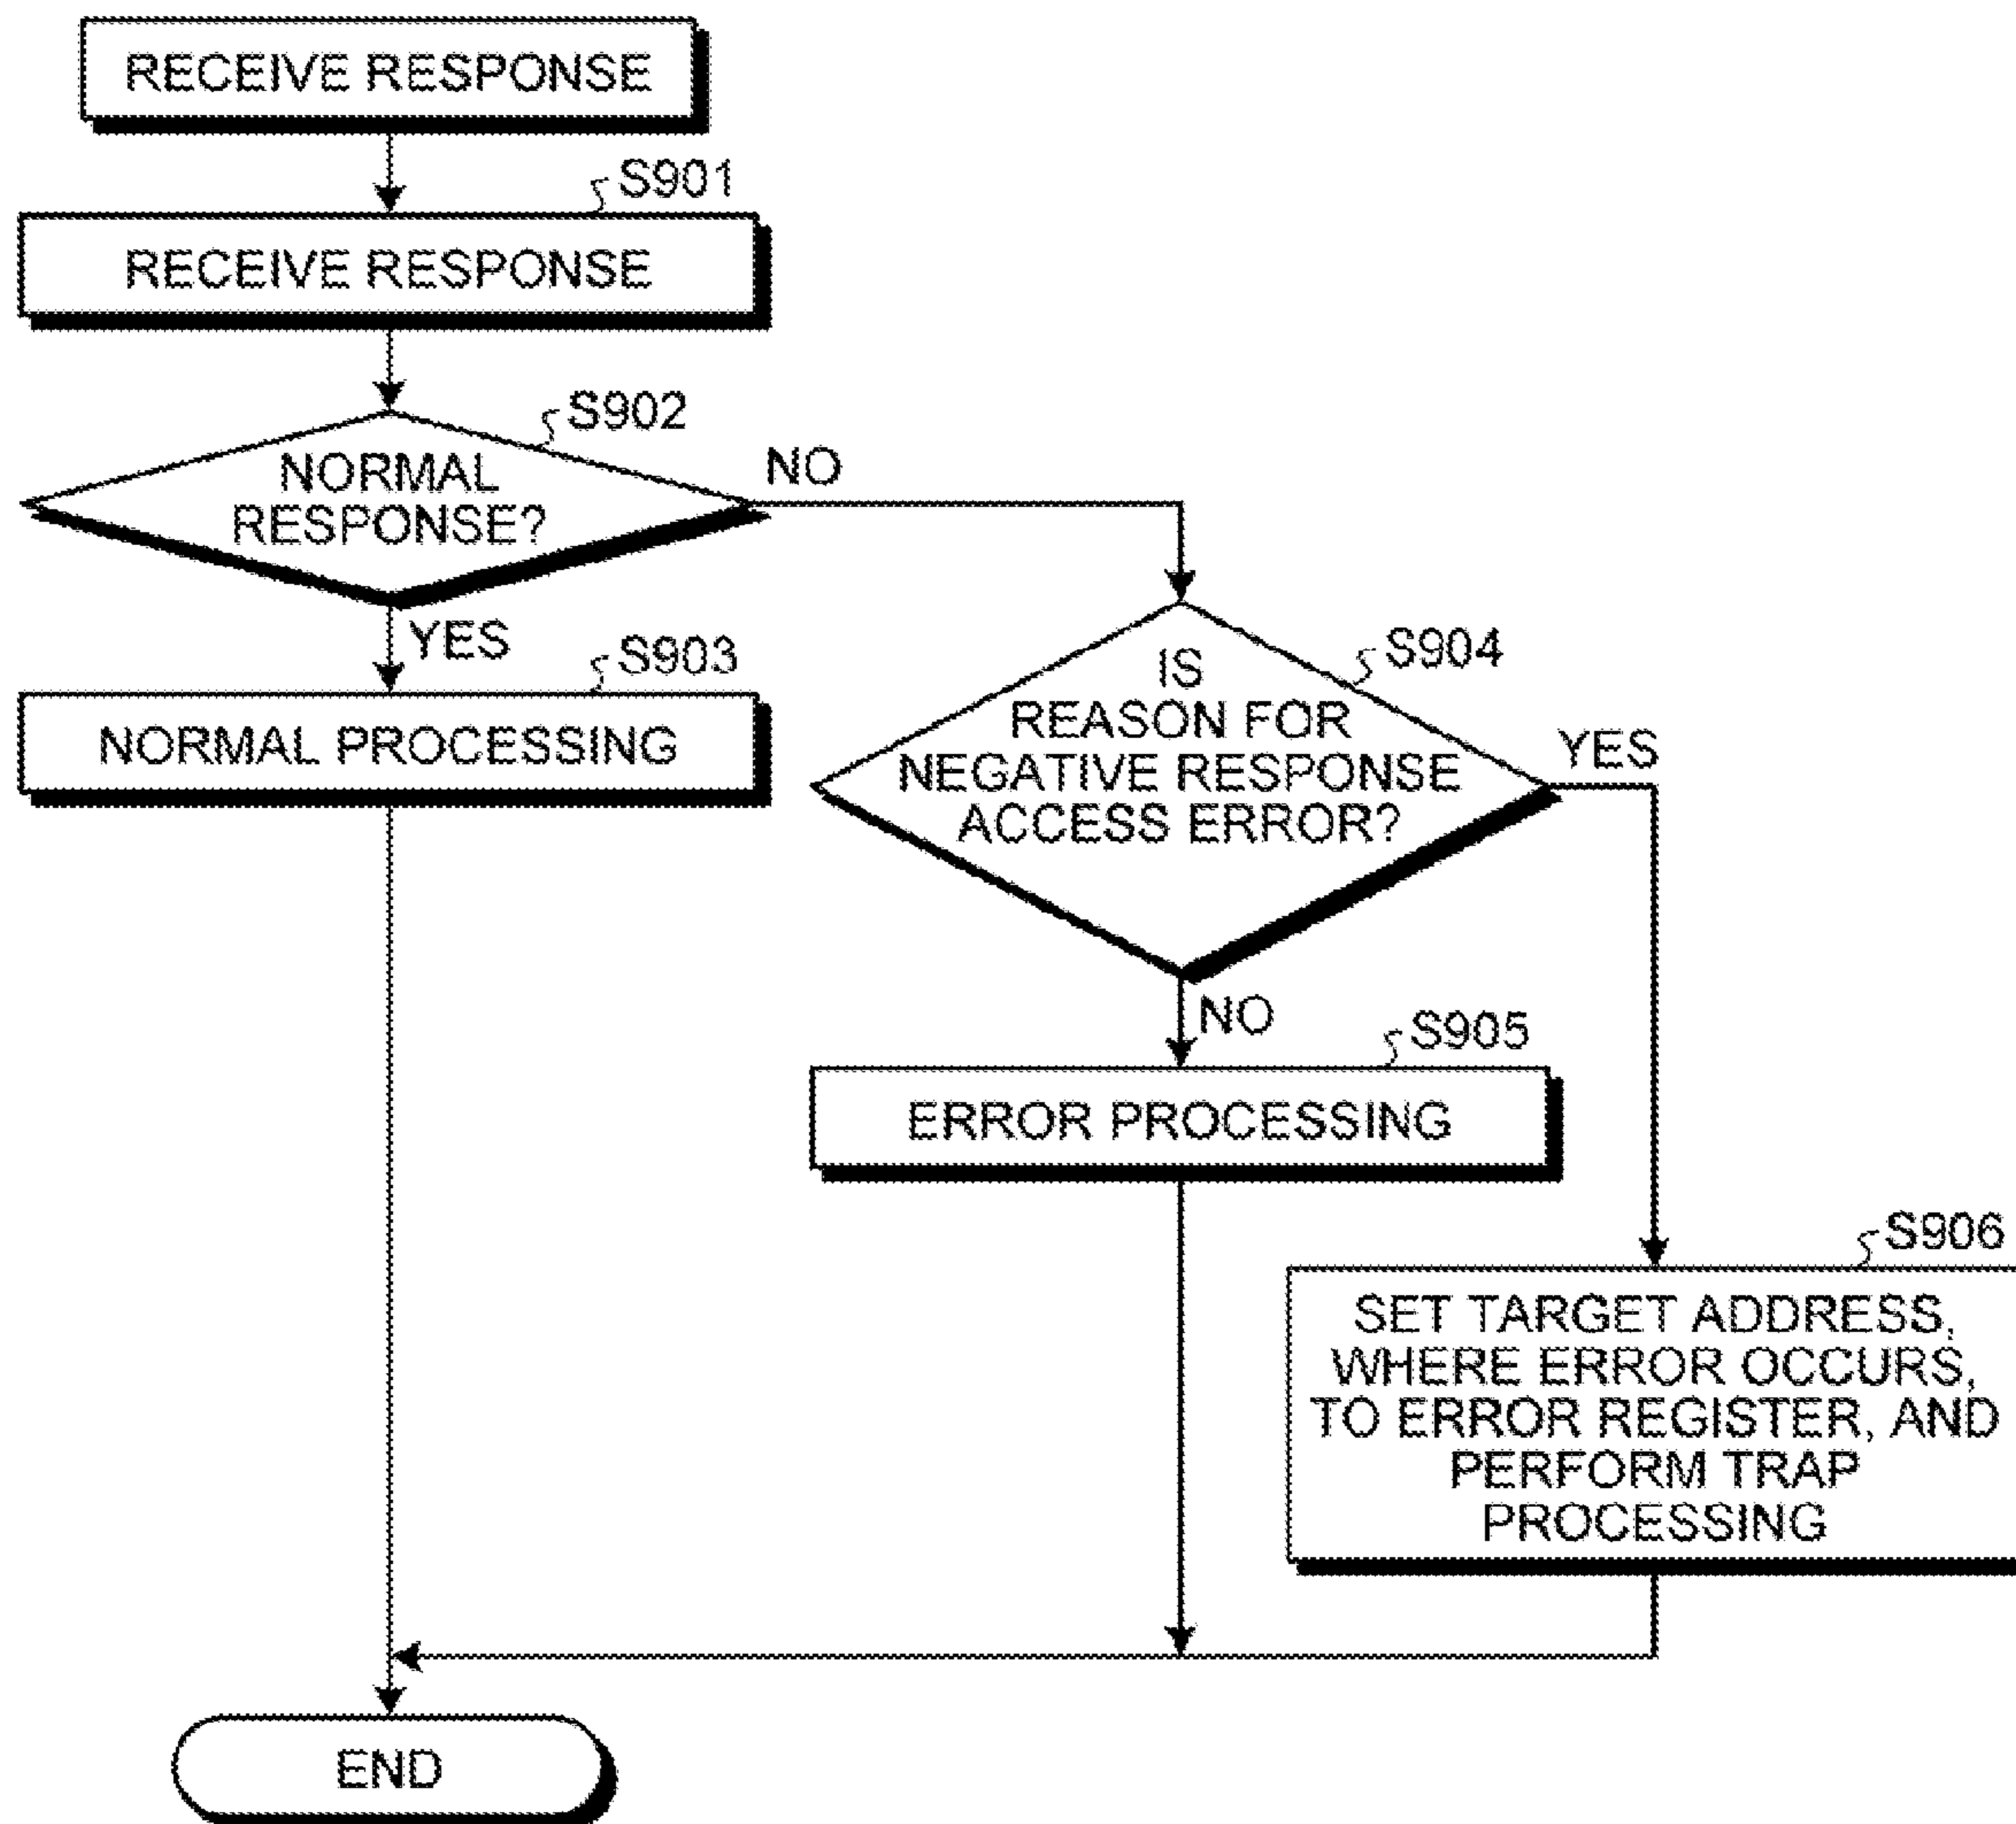 RECEIVE RESPONSE
S901
RECEIVE RESPONSE
S902
NORMAL
RESPONSE?
NO
YES
S903
NORMAL PROCESSING
S904
IS
REASON FOR
NEGATIVE RESPONSE
ACCESS ERROR?
YES
NO
S905
ERROR PROCESSING
S906
SET TARGET ADDRESS,
WHERE ERROR OCCURS,
TO ERROR REGISTER, AND
PERFORM TRAP
PROCESSING
END